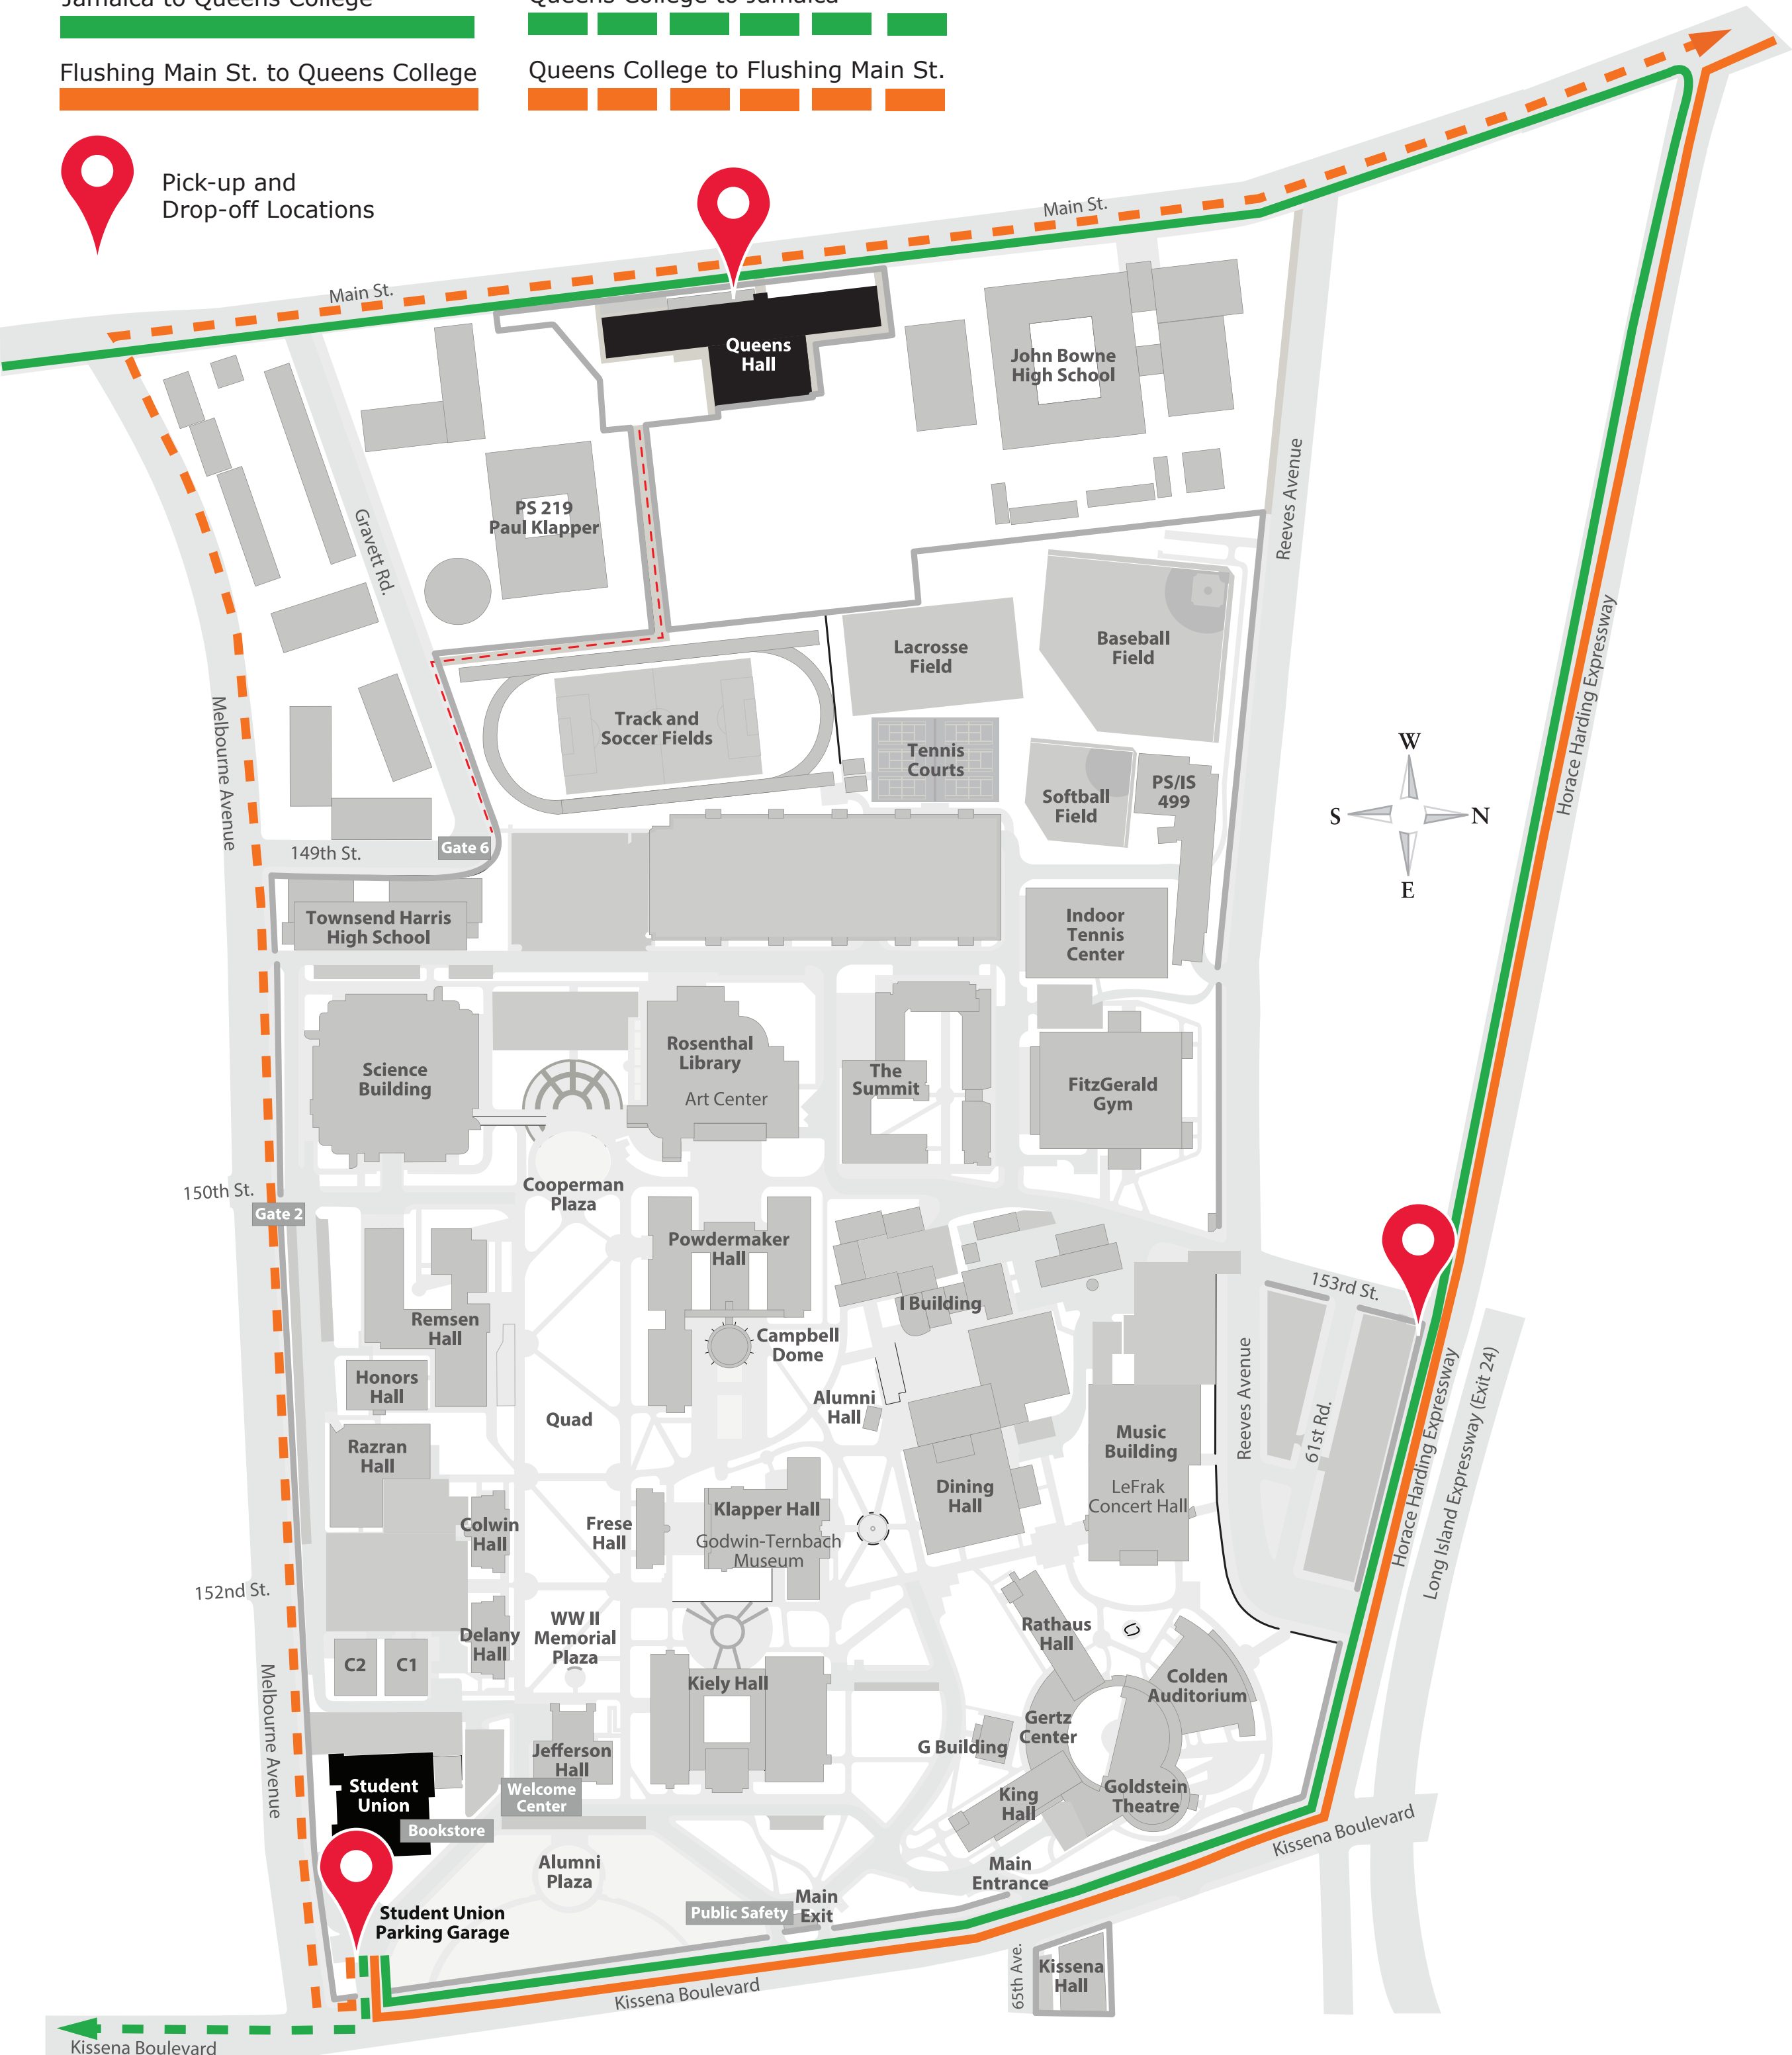 Jamaica to Queens College
Queens College to Jamaica
Flushing Main St. to Queens College
Queens College to Flushing Main St.
Pick-up and
Drop-off Locations
Main St.
Main St.
Queens
Hall
John Bowne
High School
Reeves Avenue
PS 219
Paul Klapper
Gravett Rd.
Horace Harding Expressway
Lacrosse
Field
Baseball
Field
Melbourne Avenue
Track and
Soccer Fields
Tennis
Courts
Softball
Field
PS/IS
499
W
S
N
E
149th St.
Gate 6
Townsend Harris
High School
Indoor
Tennis
Center
Science
Building
Rosenthal
Library
Art Center
The
Summit
FitzGerald
Gym
150th St.
Gate 2
Cooperman
Plaza
Powdermaker
Hall
I Building
153rd St.
Remsen
Hall
Campbell
Dome
Honors
Hall
Alumni
Hall
Quad
Reeves Avenue
61st Rd.
Horace Harding Expressway
Long Island Expressway (Exit 24)
Razran
Hall
Music
Building
LeFrak
Concert Hall
Dining
Hall
Colwin
Hall
Frese
Hall
Klapper Hall
Godwin-Ternbach
Museum
152nd St.
WW II
Memorial
Plaza
Delany
Hall
C2
C1
Rathaus
Hall
Colden
Auditorium
Kiely Hall
Melbourne Avenue
Gertz
Center
G Building
Jefferson
Hall
Welcome
Center
Student
Union
Bookstore
King
Hall
Goldstein
Theatre
Kissena Boulevard
Alumni
Plaza
Main
Entrance
Main
Exit
Public Safety
Student Union
Parking Garage
65th Ave.
Kissena
Hall
Kissena Boulevard
Kissena Boulevard